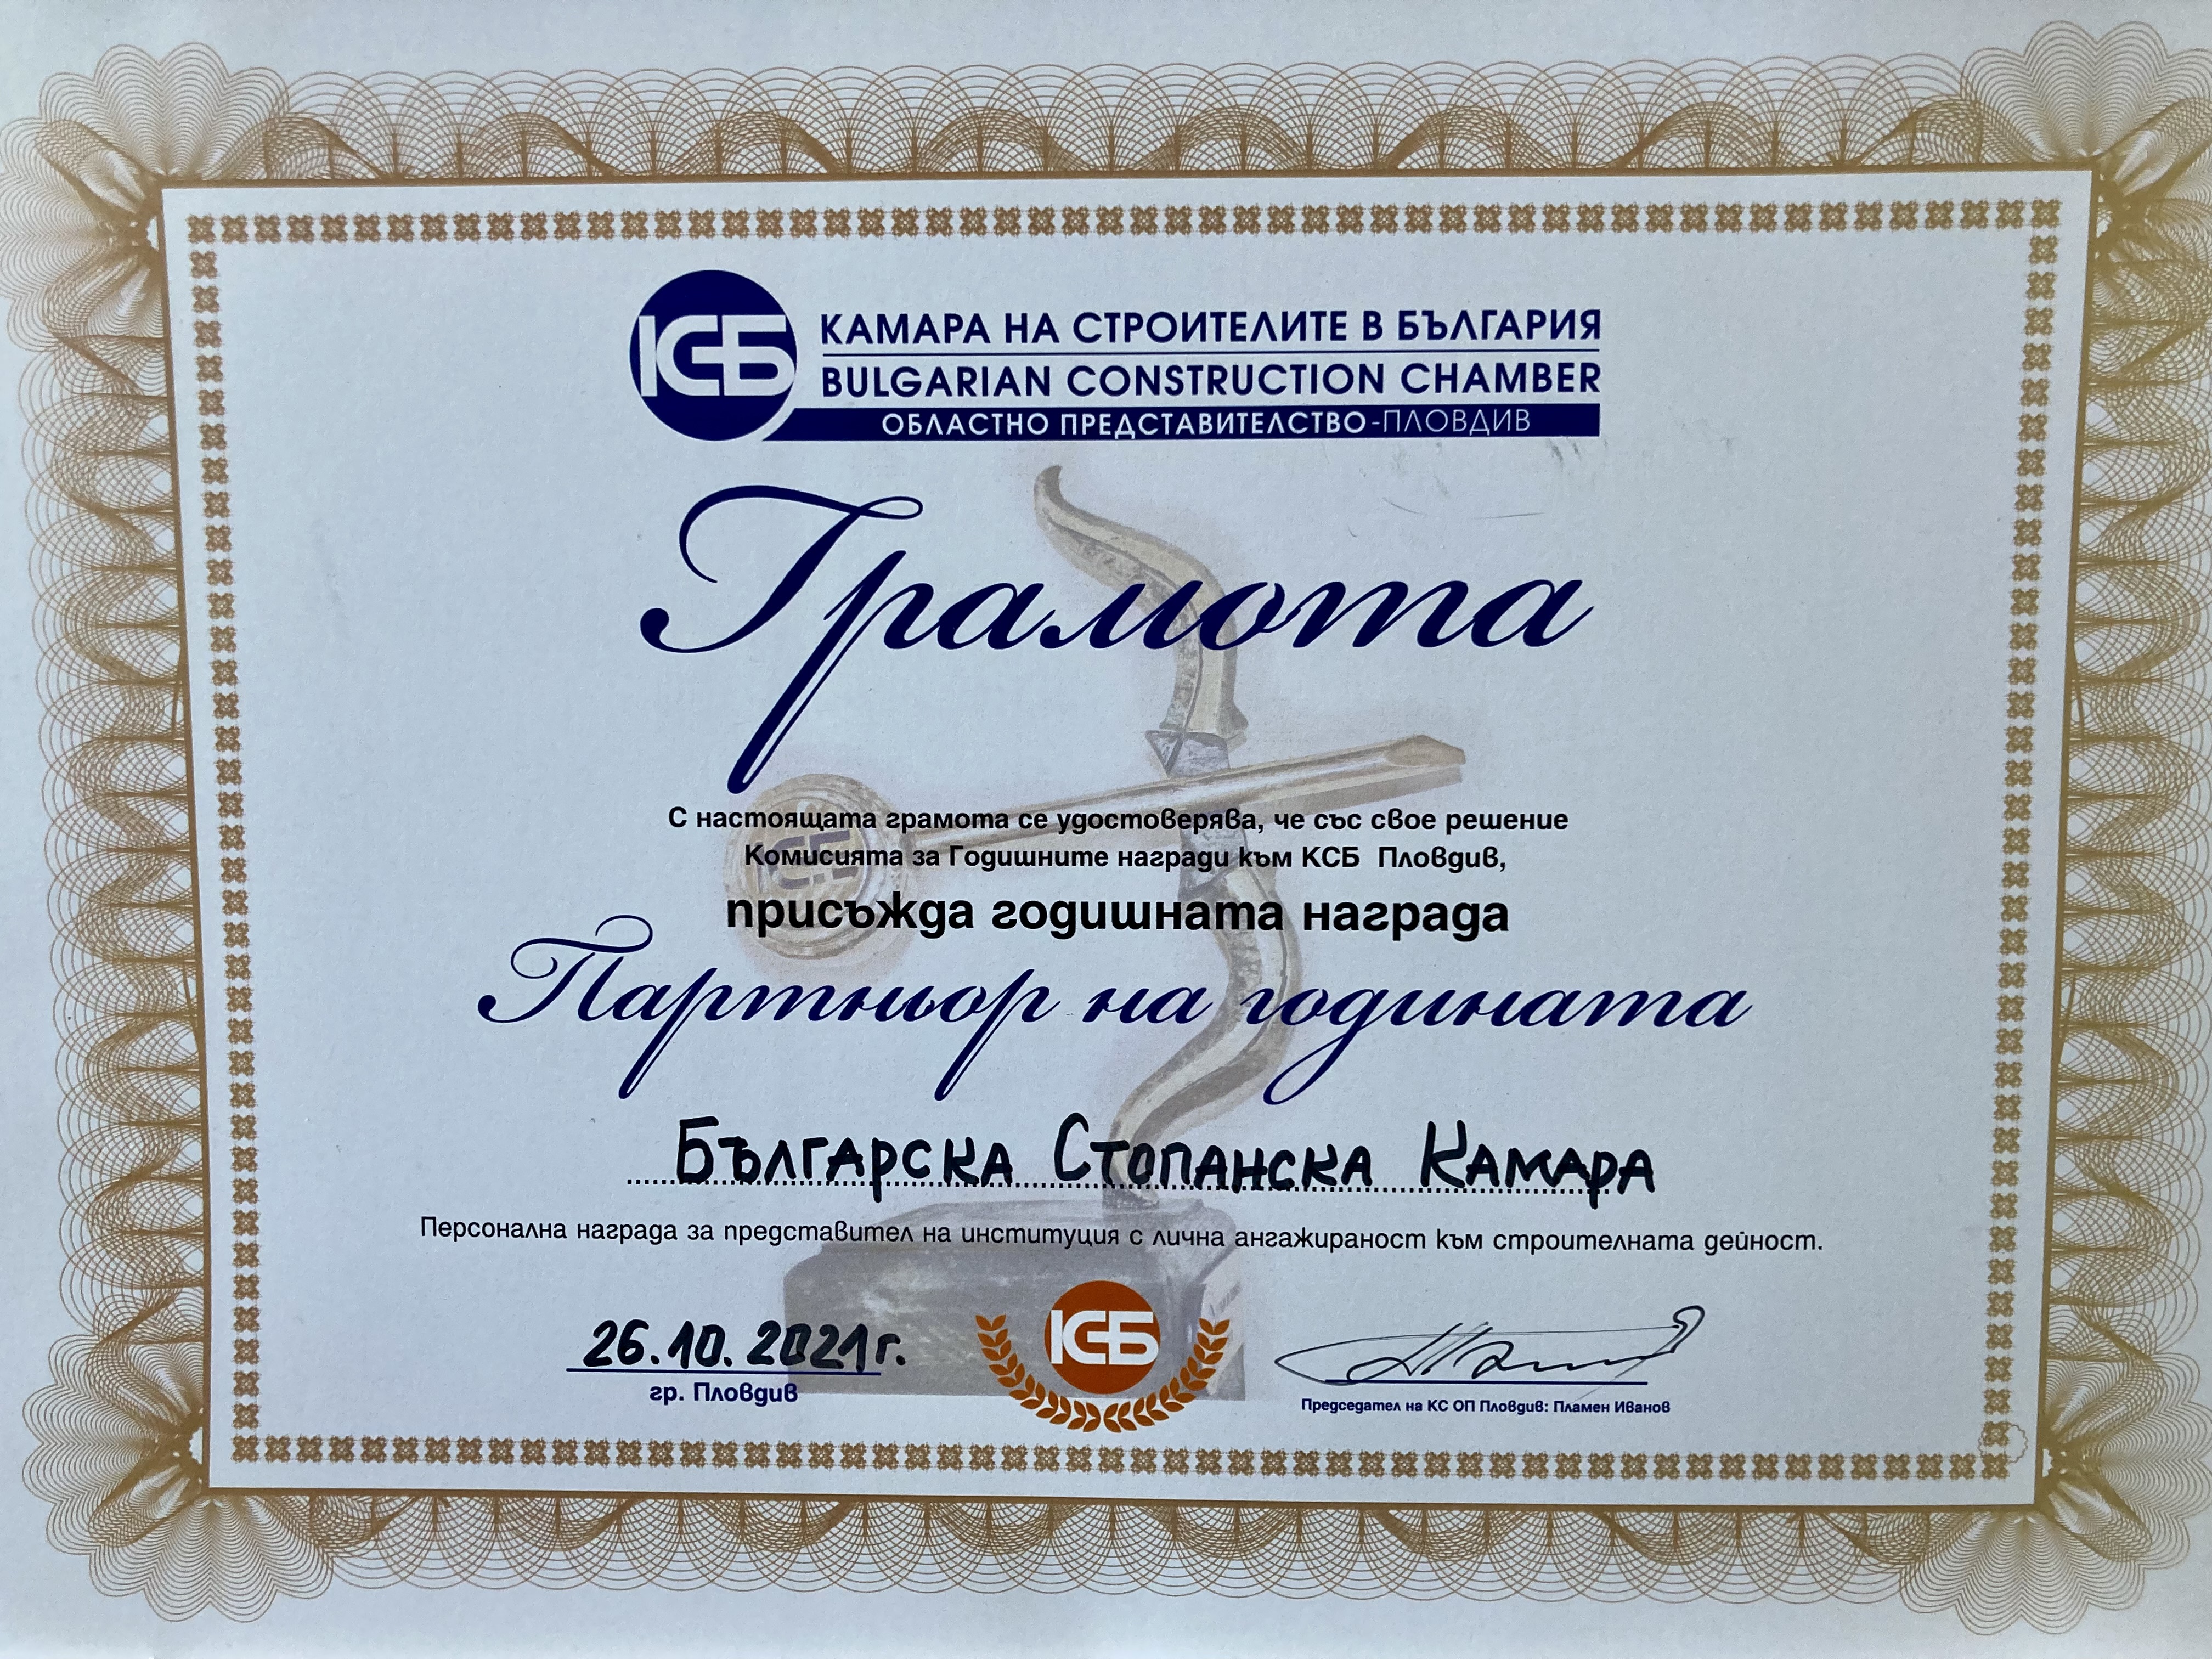 КСБ
КАМАРА НА СТРОИТЕЛИТЕ В БЪЛГАРИЯ
BULGARIAN CONSTRUCTION CHAMBER
ОБЛАСТНО ПРЕДСТАВИТЕЛСТВО-ПЛОВДИВ
Грамота
С настоящата грамота се удостоверява, че със свое решение
Комисията за Годишните награди към КСБ Пловдив,
КСБ
присъжда годишната награда
Партньор на годината
Българска Стопанска Камара
Персонална награда за представител на институция с лична ангажираност към строителната дейност.
26.10.2021г.
гр. Пловдив
КСБ
Председател на КС ОП Пловдив: Пламен Иванов